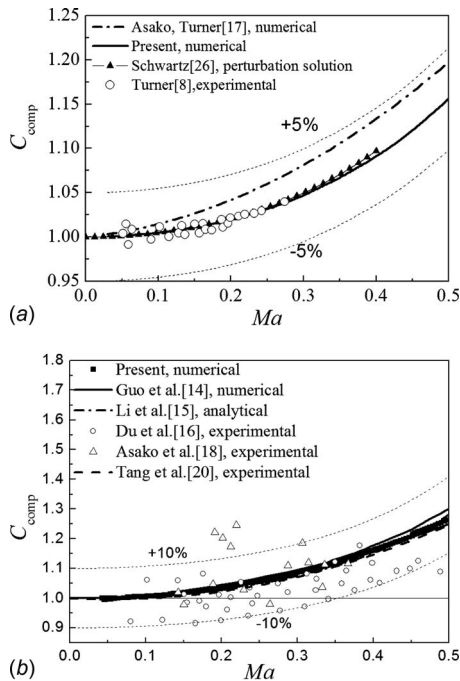 1.25
Asako, Turner[17], numerical
Present, numerical
1.20
Schwartz[26], perturbation solution
Turner[8],experimental
1.15
+5%
1.10
C comp
1.05
1.00
-5%
0.95
0.0 0.1 0.2 0.3 0.4 0.5
(a) Ma
1.8
Present, numerical
1.7
Guo et al.[14], numerical
1.6
Li et al.[15], analytical
Du et al.[16], experimental
1.5
Asako et al.[18], experimental
1.4
Tang et al.[20], experimental
1.3
C comp
1.2
+10%
1.1
1.0
0.9
-10%
0.8
0.0 0.1 0.2 0.3 0.4 0.5
(b) Ma